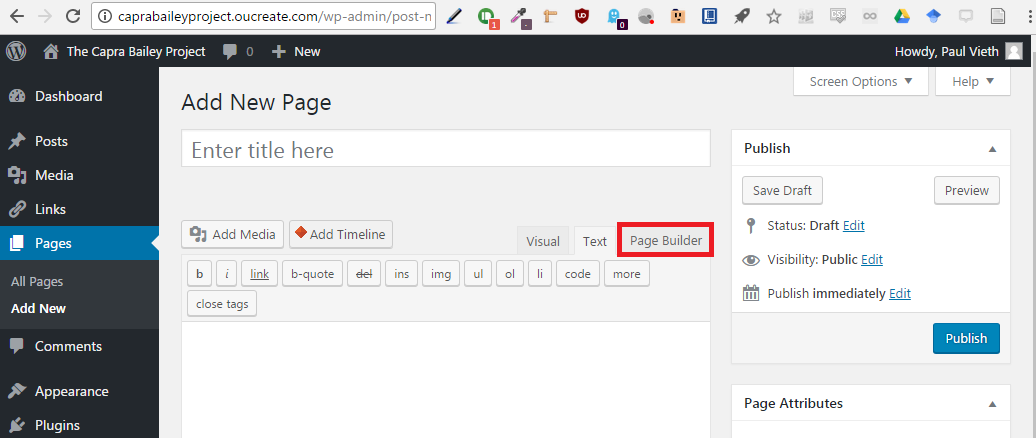 caprabaileyproject.oucreate.com/wp-admin/post-n
1
-
UD
0
The Capra Bailey Project
0
New
Howdy, Paul Vieth
Dashboard
Posts
Media
Links
Pages
All Pages
Add New
Comments
Appearance
Plugins
Screen Options
Help
Add New Page
Enter title here
Add Media
Add Timeline
Visual
Text
Page Builder
b
i
link
b-quote
del
ins
img
ul
ol
li
code
more
close tags
Publish
Save Draft
Preview
Status: Draft Edit
Visibility: Public Edit
Publish immediately Edit
Publish
Page Attributes